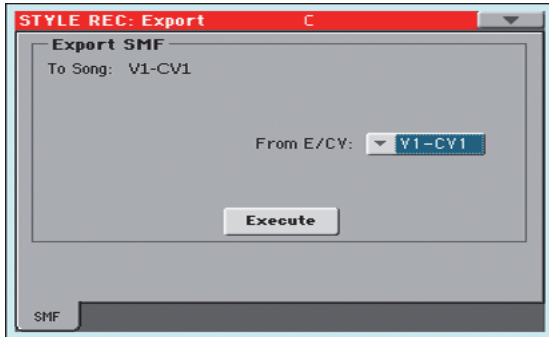 STYLE REC: Export C
Export SMF
To Song: V1-CV1
From E/CV: V1-CV1
Execute
SMF